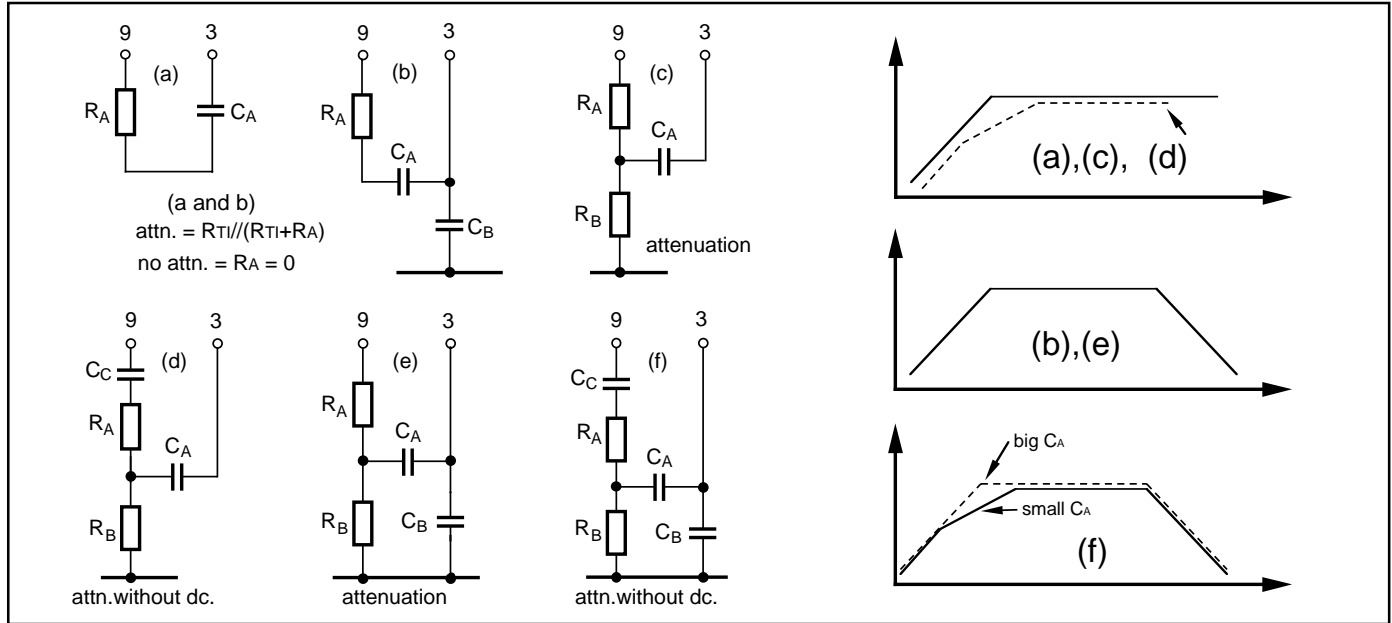 9 3
(a)
RA
CA
(a and b)
attn. = RTI//(RTI+RA)
no attn. = RA = 0
9 3
(b)
RA
CA
CB
9 3
(c)
RA
CA
RB
attenuation
9 3
(d)
CC
RA
CA
RB
attn.without dc.
9 3
(e)
RA
CA
RB
CB
attenuation
9 3
(f)
CC
RA
CA
RB
CB
attn.without dc.
(a),(c), (d)
(b),(e)
big CA
small CA
(f)